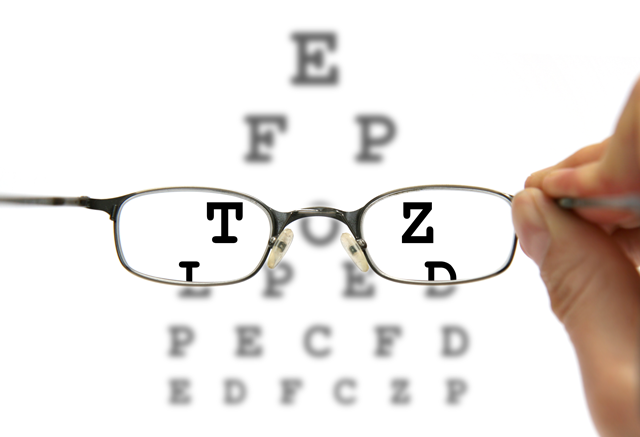 E
F P
T O Z
L P E D
P E C F D
E D F C Z P